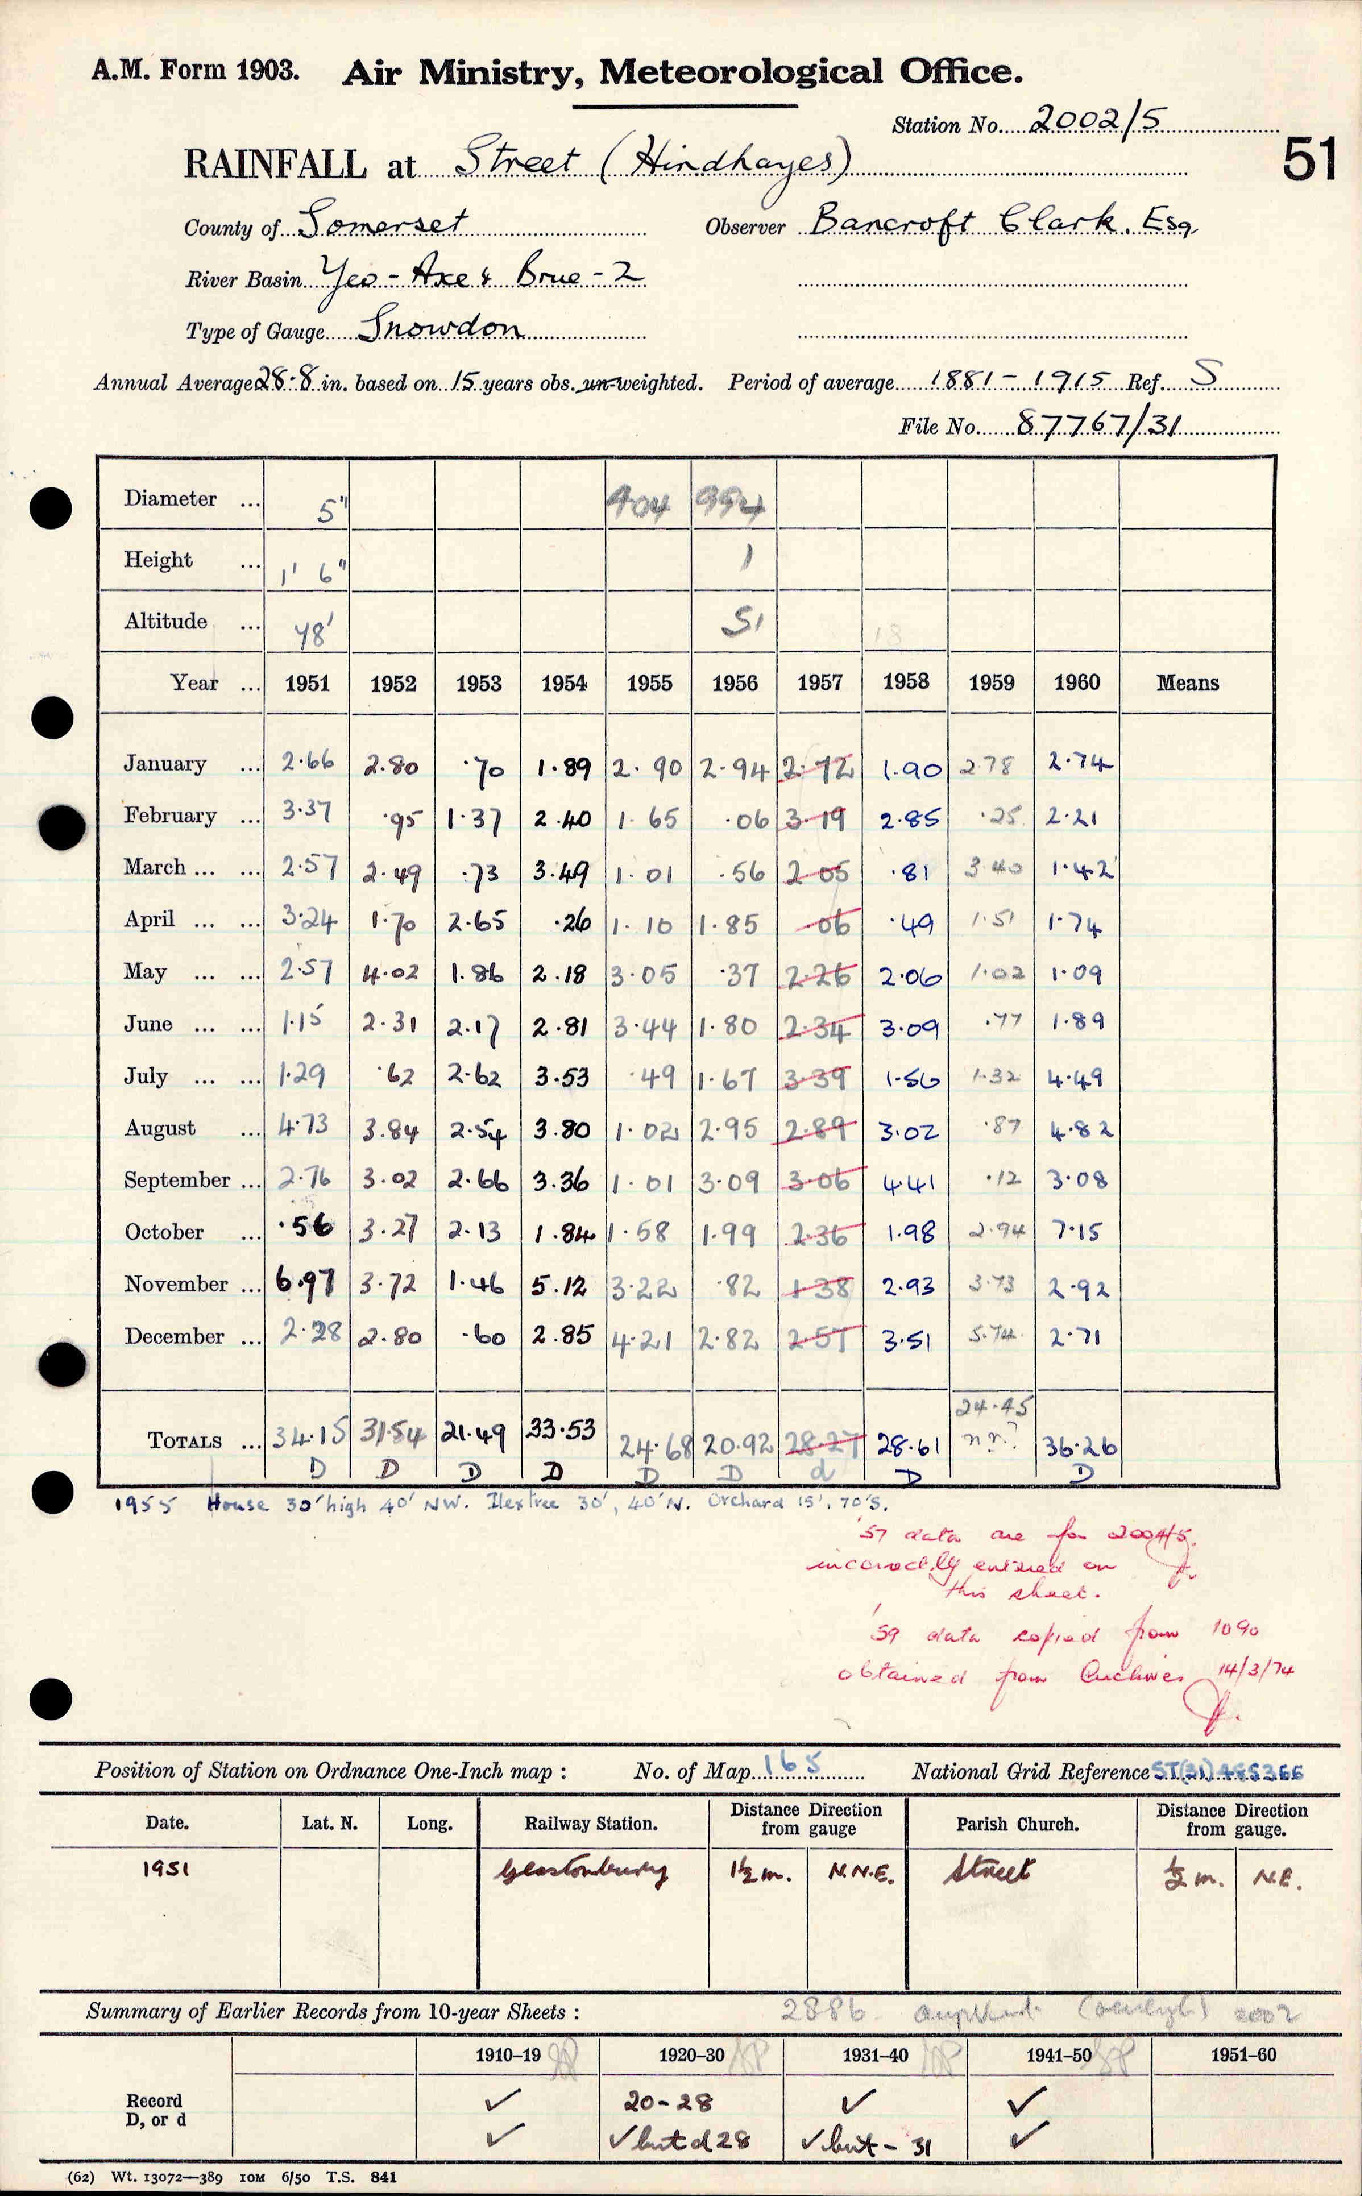 A.M. Form 1903. Air Ministry, Meteorological Office.
Station No. 2002/5
51
RAINFALL at Street (Hindhayes)
County of Somerset Observer Bancroft Clark. Esq.
River Basin Yeo - Axe & Brue - 2
Type of Gauge Snowdon
Annual Average 28.8 in. based on 15 years obs. un-weighted. Period of average 1881 - 1915 Ref. S
File No. 87767/31
Diameter ... 5" 904 994
Height ... 1' 6" 1
Altitude ... 48' 51 18
Year ... 1951 1952 1953 1954 1955 1956 1957 1958 1959 1960 Means
January ... 2.66 2.80 .70 1.89 2.90 2.94 2.72 1.90 2.78 2.74
February ... 3.37 .95 1.37 2.40 1.65 .06 3.19 2.85 .25 2.21
March ... ... 2.57 2.49 .73 3.49 1.01 .56 2.05 .81 3.40 1.42
April ... ... 3.24 1.70 2.65 .26 1.10 1.85 .06 .49 1.51 1.74
May ... ... 2.57 4.02 1.86 2.18 3.05 .37 2.26 2.06 1.02 1.09
June ... ... 1.15 2.31 2.17 2.81 3.44 1.80 2.34 3.09 .77 1.89
July ... ... 1.29 .62 2.62 3.53 .49 1.67 3.39 1.56 1.32 4.49
August ... 4.73 3.84 2.54 3.80 1.02 2.95 2.89 3.02 .87 4.82
September ... 2.76 3.02 2.66 3.36 1.01 3.09 3.06 4.41 .12 3.08
October ... .56 3.27 2.13 1.84 1.58 1.99 2.36 1.98 2.94 7.15
November ... 6.97 3.72 1.46 5.12 3.22 .82 1.38 2.93 3.73 2.92
December ... 2.28 2.80 .60 2.85 4.21 2.82 2.57 3.51 5.74 2.71
24.45
TOTALS ... 34.15 31.54 21.49 33.53 24.68 20.92 28.27 28.61 n.r.? 36.26
D D D D D D d D D
1955 House 30' high 40' NW. Ilex tree 30', 40' N. Orchard 15', 70' S.
'57 data are for 2004/5.
incorrectly entered on
this sheet.
'59 data copied from 1090
obtained from Archives 14/3/74
Position of Station on Ordnance One-Inch map : No. of Map 165 National Grid Reference ST(31)485366
Date. Lat. N. Long. Railway Station. Distance Direction from gauge Parish Church. Distance Direction from gauge.
1951 Glastonbury 1½ m. N.N.E. Street ½ m. N.E.
Summary of Earlier Records from 10-year Sheets : 2886 2002
1910–19 1920–30 1931–40 1941–50 1951–60
Record ✓ 20-28 ✓ ✓
D, or d ✓ ✓ but d 28 ✓ but - 31 ✓
(62) Wt. 13072—389 10M 6/50 T.S. 841